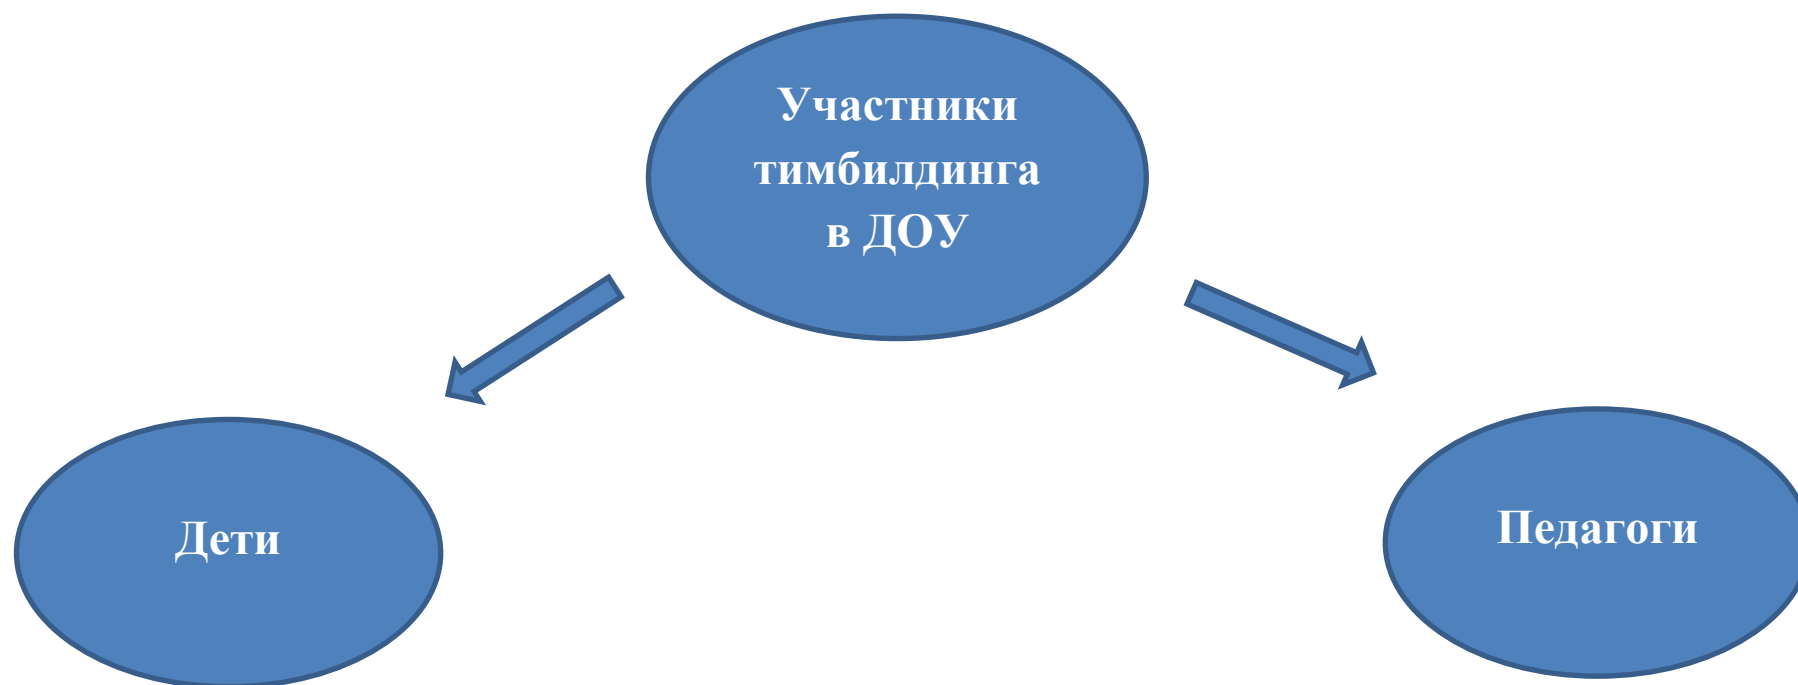 Участники
тимбилдинга
в ДОУ
Дети
Педагоги